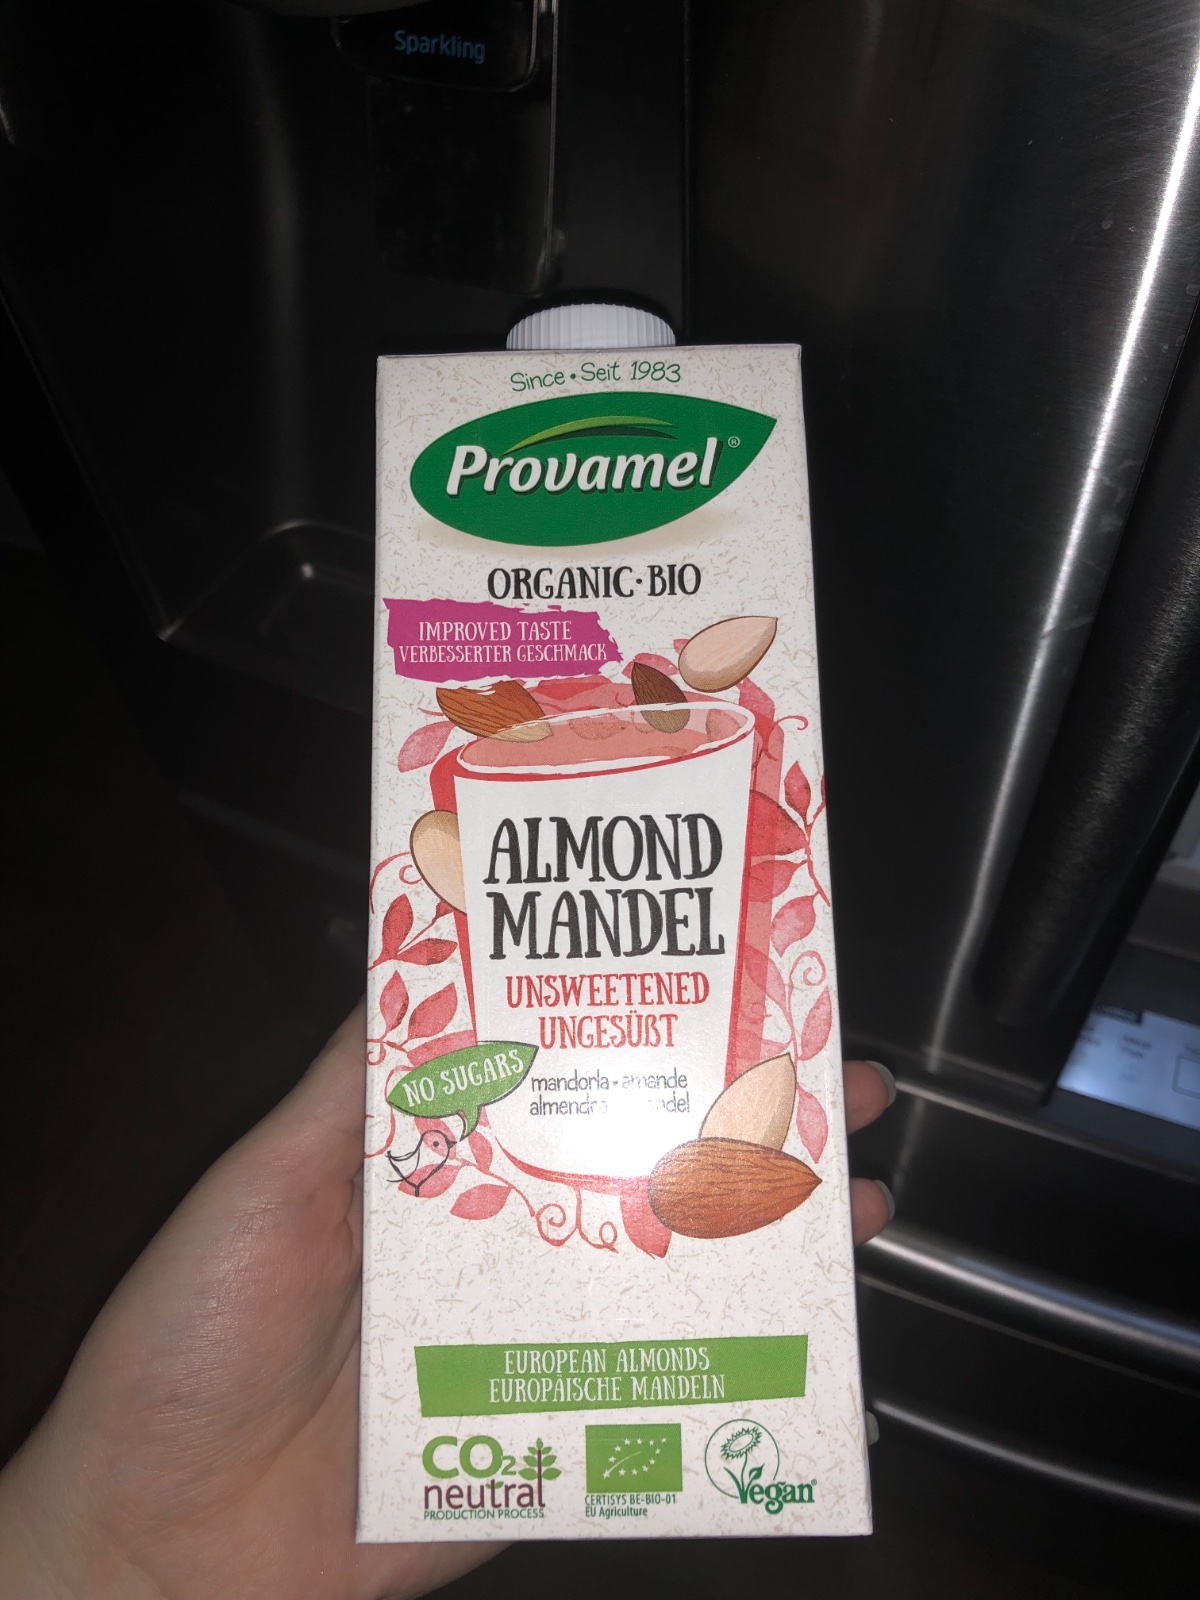 Sparkling
Since • Seit 1983
Provamel®
ORGANIC • BIO
IMPROVED TASTE
VERBESSERTER GESCHMACK
ALMOND
MANDEL
UNSWEETENED
UNGESÜßT
NO SUGARS
mandorla • amande
EUROPEAN ALMONDS
EUROPÄISCHE MANDELN
CO2
neutral
PRODUCTION PROCESS
CERTISYS BE-BIO-01
EU Agriculture
Vegan®